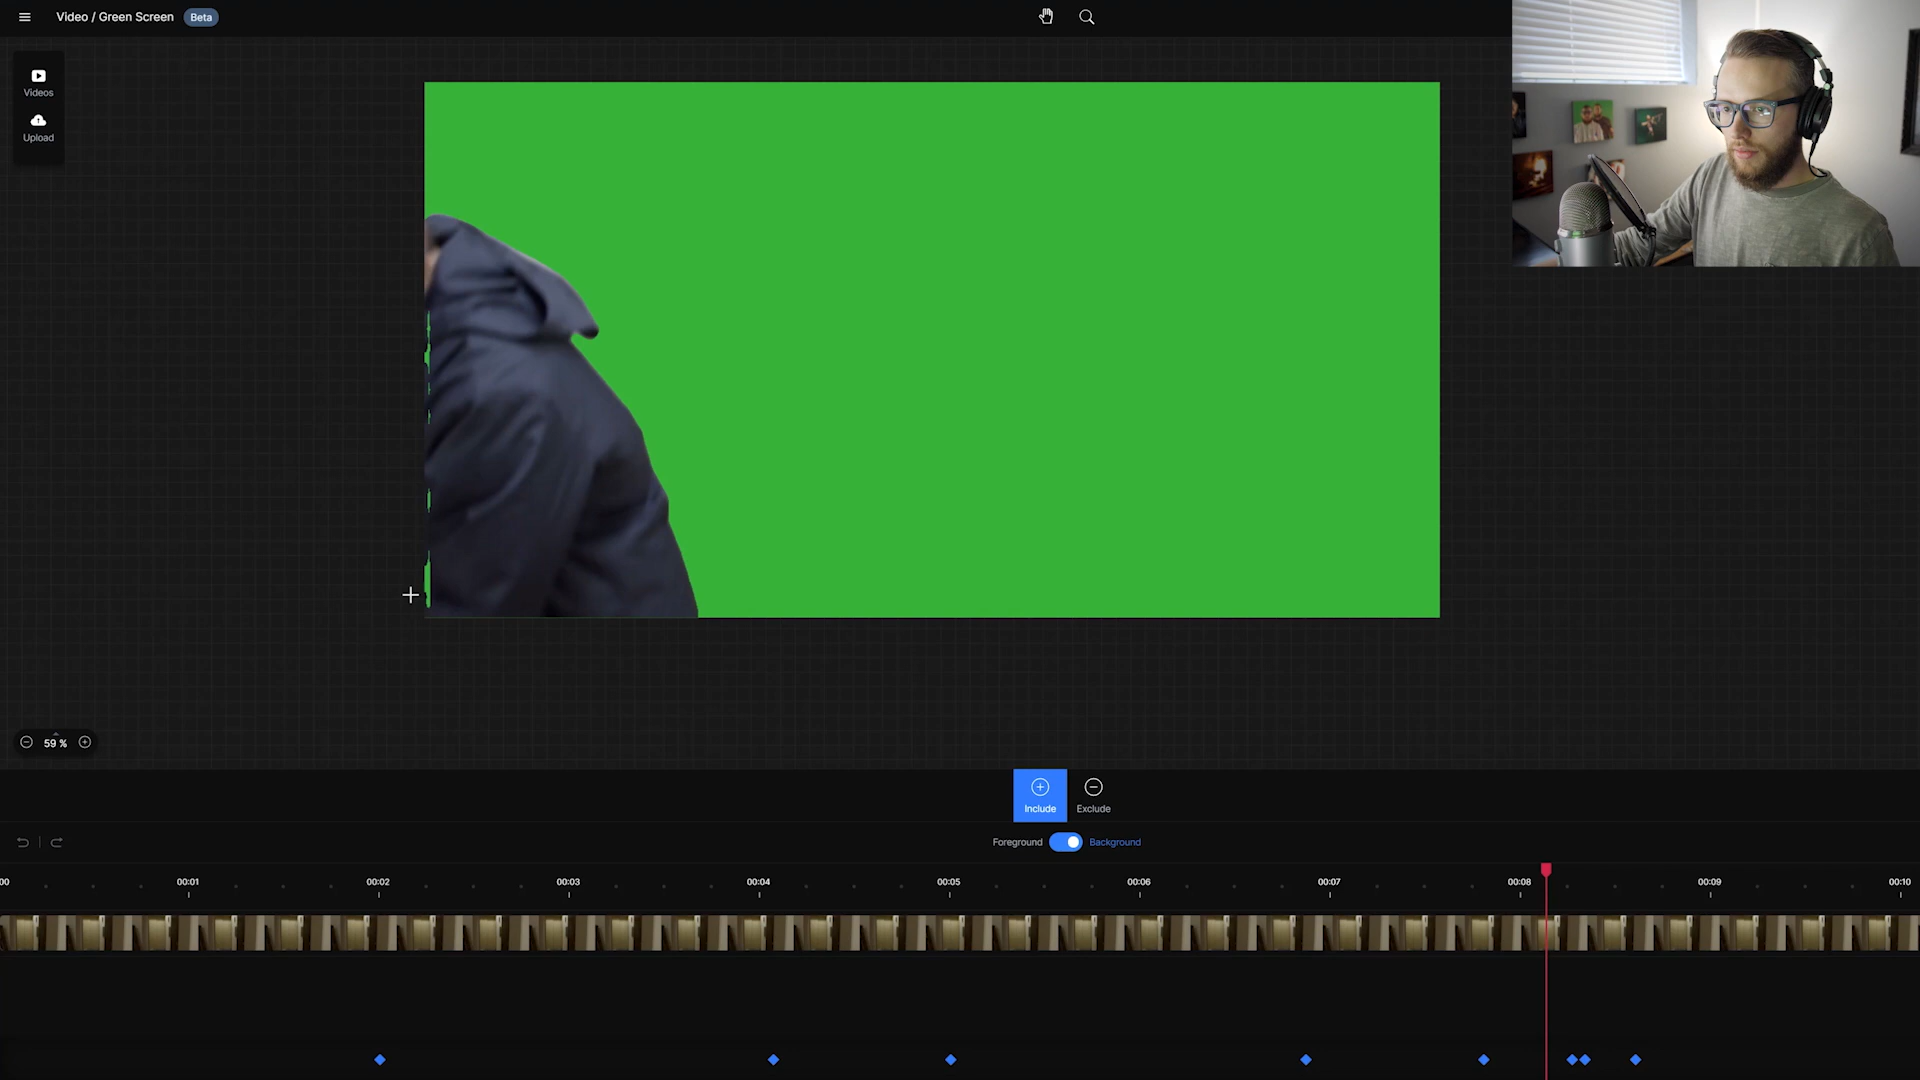 Video / Green Screen Beta
Videos
Upload
59 %
Include Exclude
Foreground Background
00 00:01 00:02 00:03 00:04 00:05 00:06 00:07 00:08 00:09 00:10